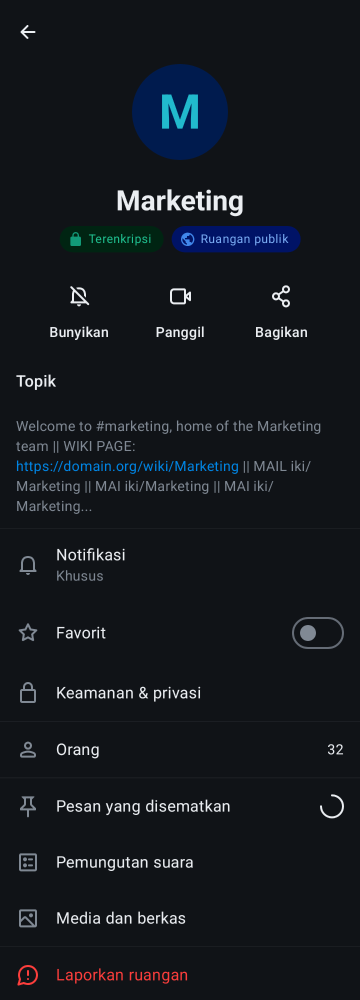 M
Marketing
Terenkripsi
Ruangan publik
Bunyikan
Panggil
Bagikan
Topik
Welcome to #marketing, home of the Marketing
team || WIKI PAGE:
https://domain.org/wiki/Marketing || MAIL iki/
Marketing || MAI iki/Marketing || MAI iki/
Marketing...
Notifikasi
Khusus
Favorit
Keamanan & privasi
Orang
32
Pesan yang disematkan
Pemungutan suara
Media dan berkas
Laporkan ruangan